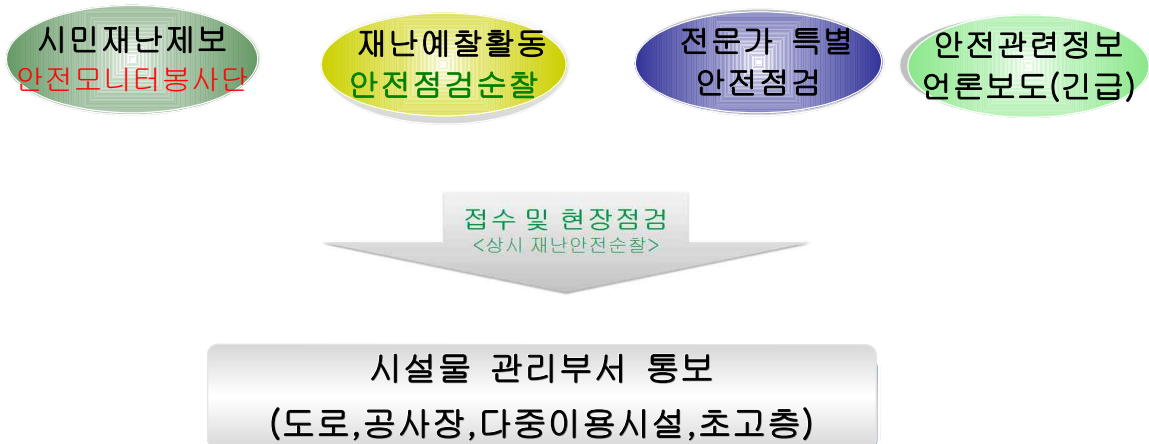 시민재난제보
안전모니터봉사단
재난예찰활동
안전점검순찰
전문가 특별
안전점검
안전관련정보
언론보도(긴급)
접수 및 현장점검
<상시 재난안전순찰>
시설물 관리부서 통보
(도로,공사장,다중이용시설,초고층)